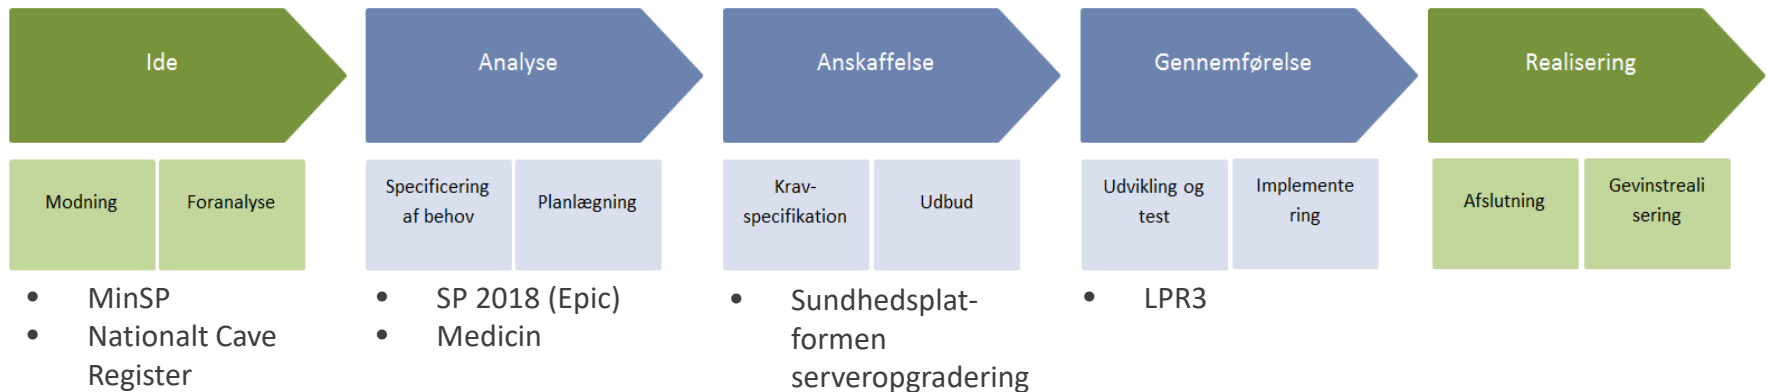 Ide
Analyse
Anskaffelse
Gennemførelse
Realisering
Modning
Foranalyse
Specificering
af behov
Planlægning
Krav-
specifikation
Udbud
Udvikling og
test
Implemente
ring
Afslutning
Gevinstreali
sering
• MinSP
• Nationalt Cave
Register
• SP 2018 (Epic)
• Medicin
• Sundhedsplat-
formen
serveropgradering
• LPR3